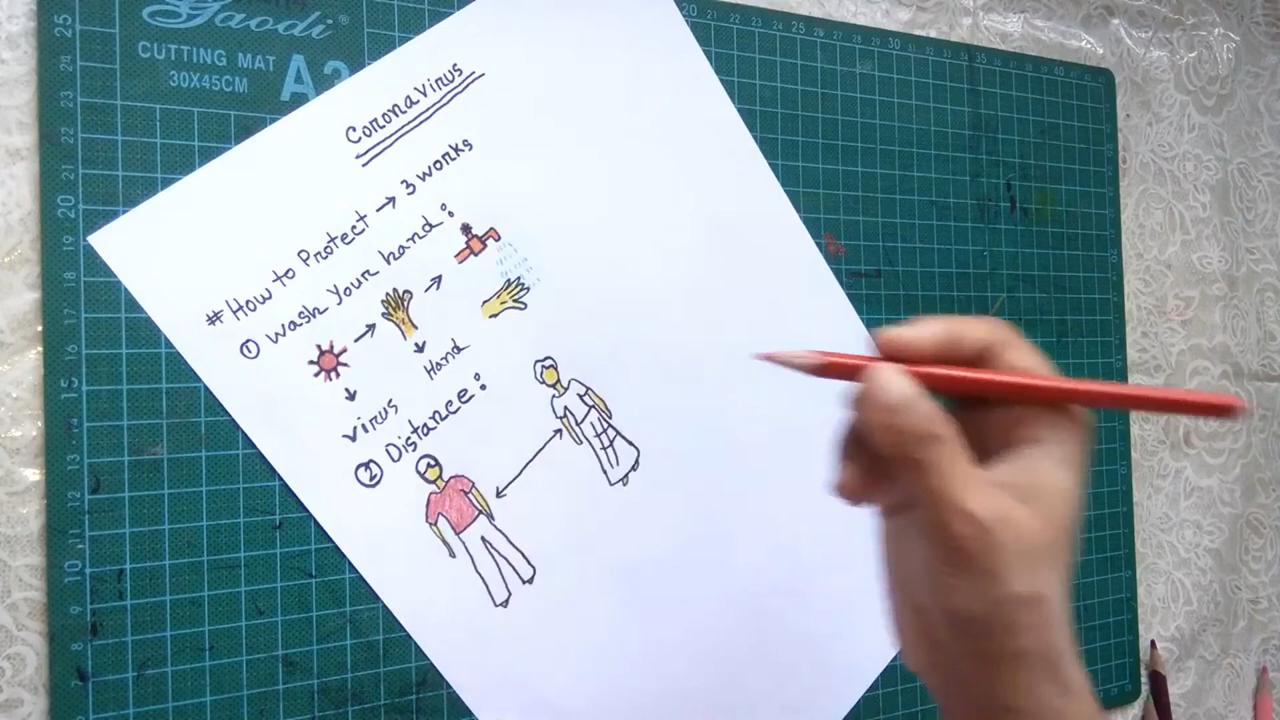 Gaodi®
CUTTING MAT
30X45CM
A3
Coronavirus
# How to Protect → 3 works
① wash Your hand:
Hand
virus
② Distance: